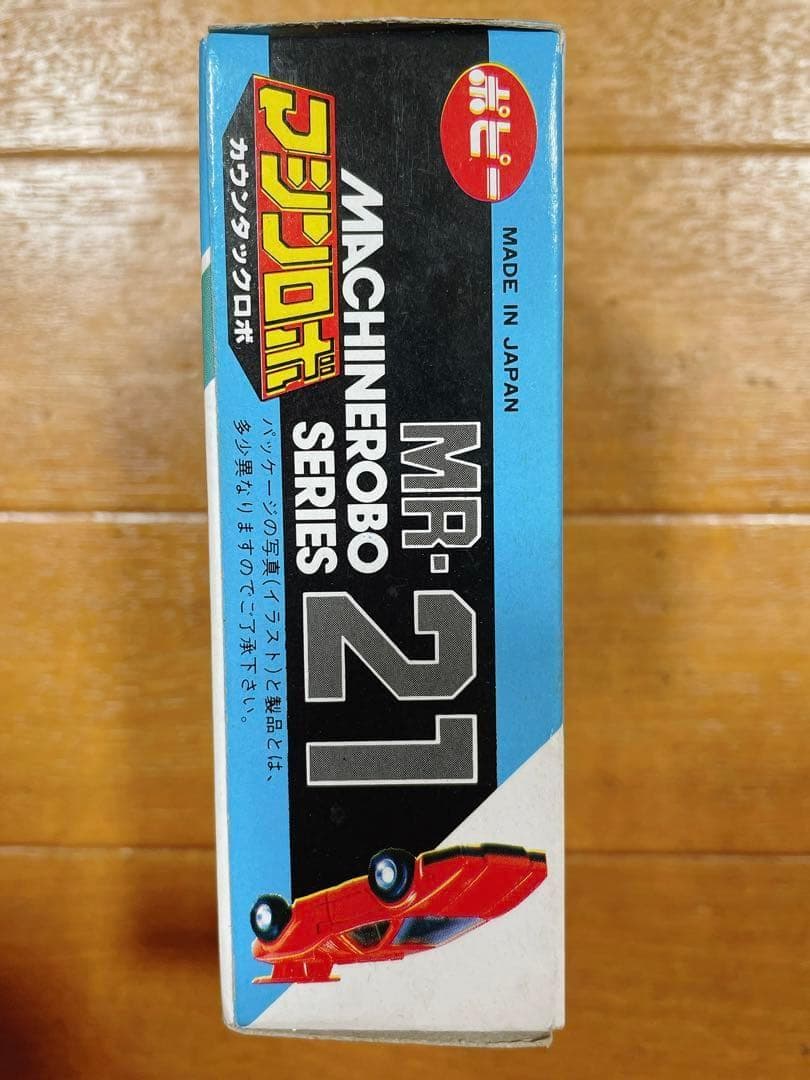 ポピー
MADE IN JAPAN
MR-21
MACHINEROBO
SERIES
マシンロボ
カウンタックロボ
パッケージの写真(イラスト)と製品とは、
多少異なりますのでご了承下さい。